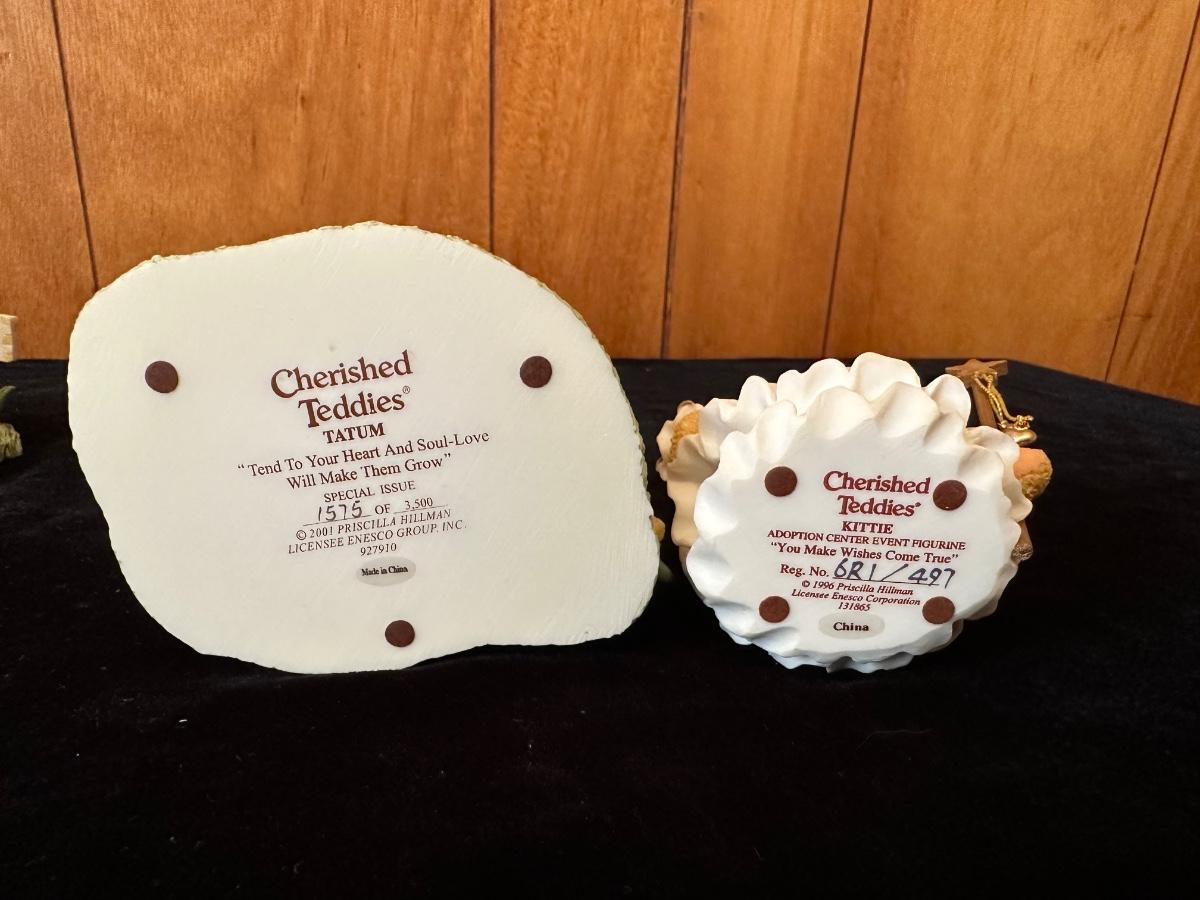 Cherished
Teddies®
TATUM
"Tend To Your Heart And Soul-Love
Will Make Them Grow"
SPECIAL ISSUE
1575 OF 3,500
© 2001 PRISCILLA HILLMAN
LICENSEE ENESCO GROUP, INC.
927910
Made in China
Cherished
Teddies®
KITTIE
ADOPTION CENTER EVENT FIGURINE
"You Make Wishes Come True"
Reg. No. 6R1/497
© 1996 Priscilla Hillman
Licensee Enesco Corporation
131865
China